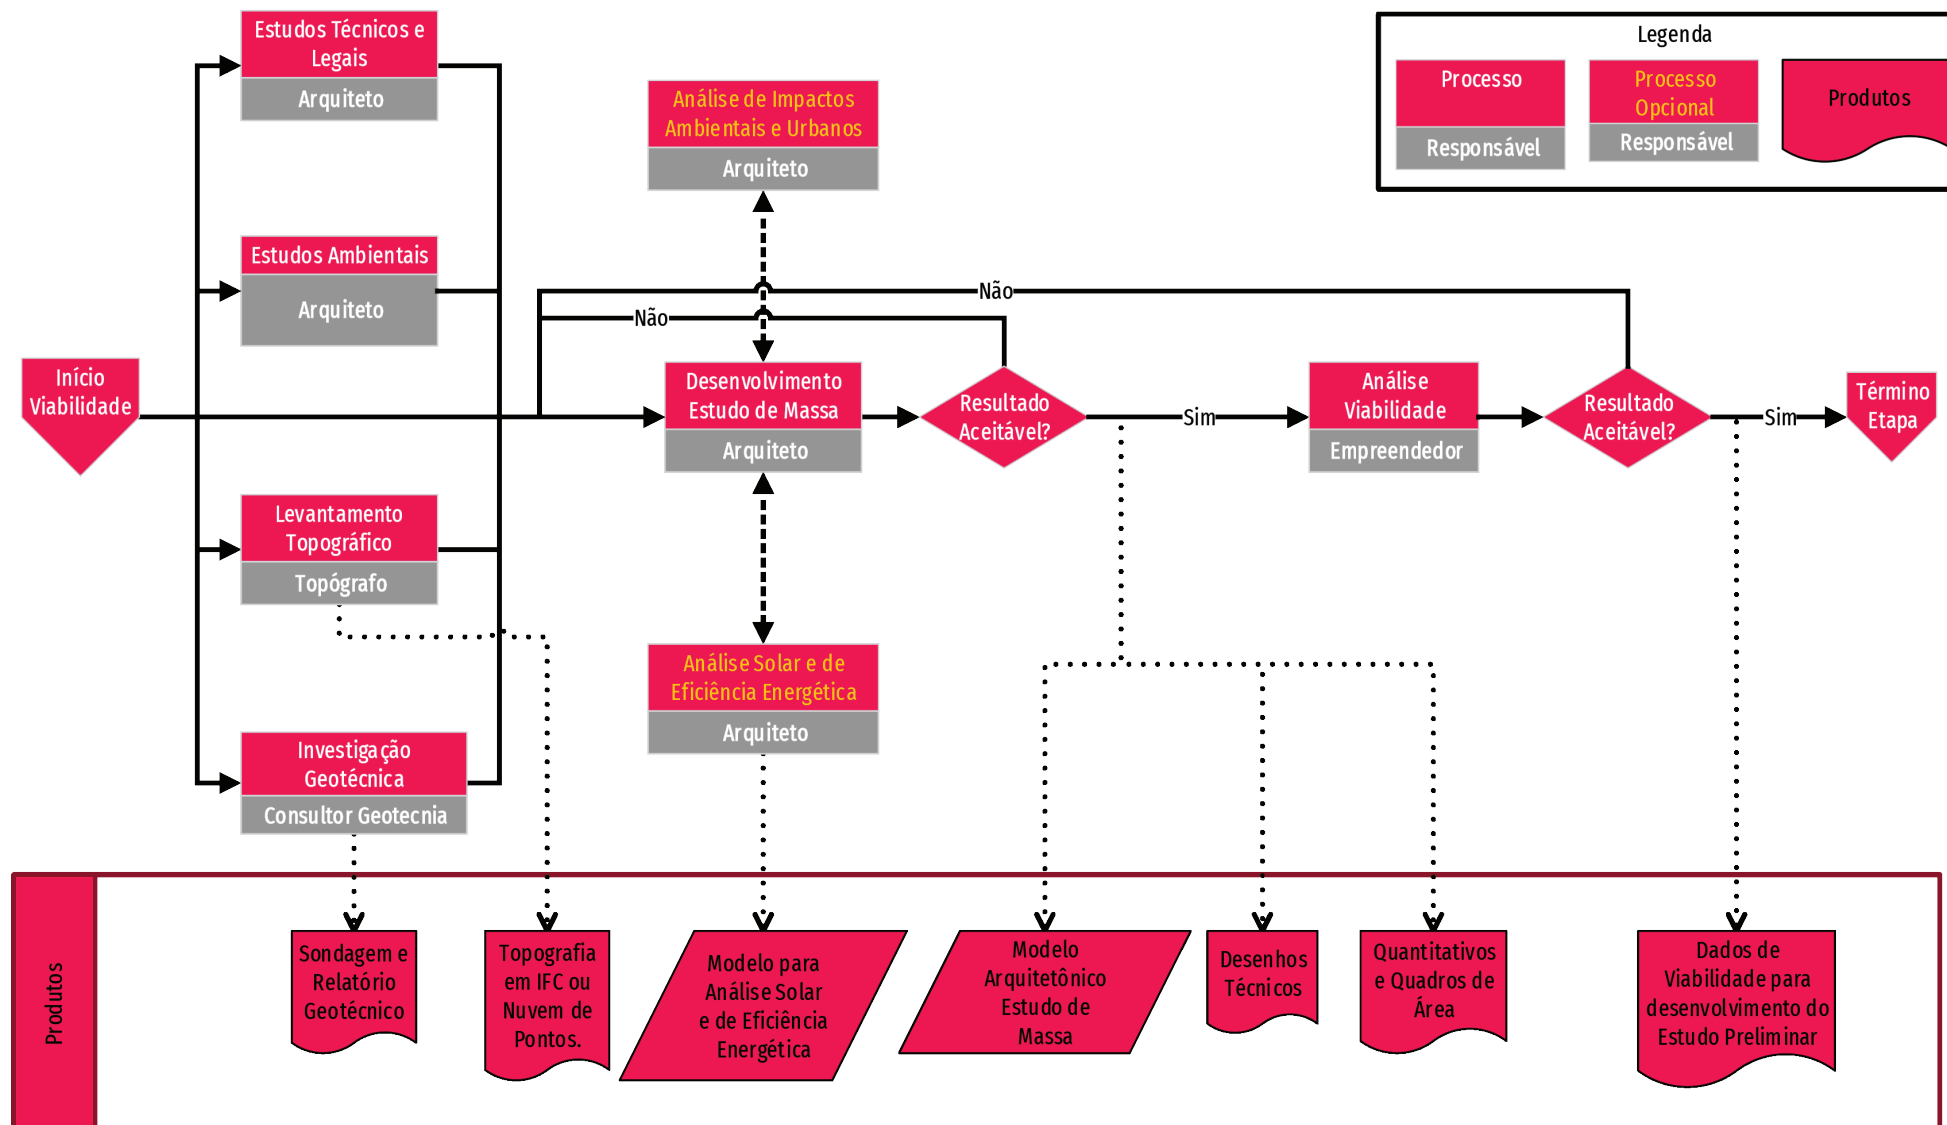 Estudos Técnicos e
Legais
Arquiteto
Legenda
Processo
Responsável
Processo
Opcional
Responsável
Produtos
Análise de Impactos
Ambientais e Urbanos
Arquiteto
Estudos Ambientais
Arquiteto
Não
Não
Início
Viabilidade
Desenvolvimento
Estudo de Massa
Arquiteto
Resultado
Aceitável?
Sim
Análise
Viabilidade
Empreendedor
Resultado
Aceitável?
Sim
Término
Etapa
Levantamento
Topográfico
Topógrafo
Análise Solar e de
Eficiência Energética
Arquiteto
Investigação
Geotécnica
Consultor Geotecnia
Produtos
Sondagem e
Relatório
Geotécnico
Topografia
em IFC ou
Nuvem de
Pontos.
Modelo para
Análise Solar
e de Eficiência
Energética
Modelo
Arquitetônico
Estudo de
Massa
Desenhos
Técnicos
Quantitativos
e Quadros de
Área
Dados de
Viabilidade para
desenvolvimento do
Estudo Preliminar